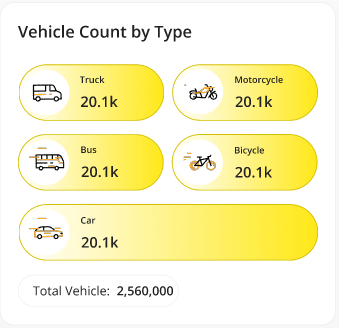 Vehicle Count by Type
Truck
20.1k
Motorcycle
20.1k
Bus
20.1k
Bicycle
20.1k
Car
20.1k
Total Vehicle: 2,560,000